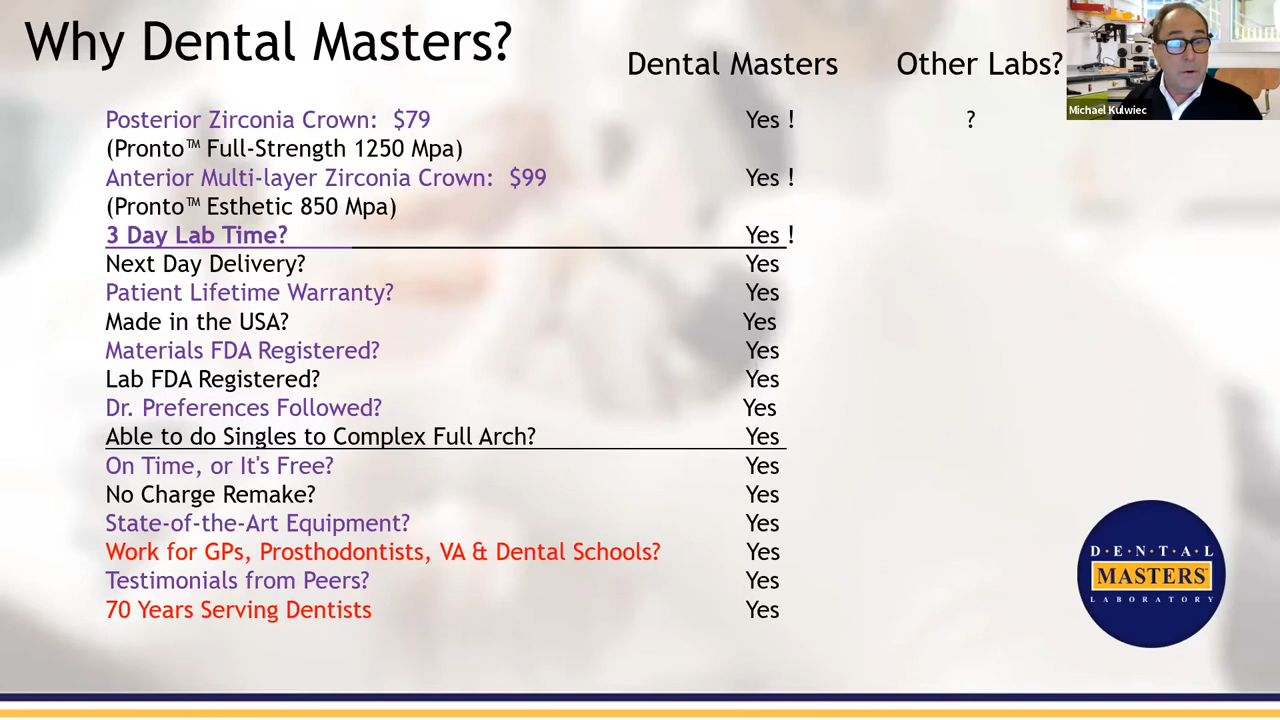 Why Dental Masters?
Dental Masters Other Labs?
Michael Kulwiec
Posterior Zirconia Crown: $79 Yes ! ?
(Pronto™ Full-Strength 1250 Mpa)
Anterior Multi-layer Zirconia Crown: $99 Yes !
(Pronto™ Esthetic 850 Mpa)
3 Day Lab Time? Yes !
Next Day Delivery? Yes
Patient Lifetime Warranty? Yes
Made in the USA? Yes
Materials FDA Registered? Yes
Lab FDA Registered? Yes
Dr. Preferences Followed? Yes
Able to do Singles to Complex Full Arch? Yes
On Time, or It's Free? Yes
No Charge Remake? Yes
State-of-the-Art Equipment? Yes
Work for GPs, Prosthodontists, VA & Dental Schools? Yes
Testimonials from Peers? Yes
70 Years Serving Dentists Yes
D·E·N·T·A·L
MASTERS
LABORATORY